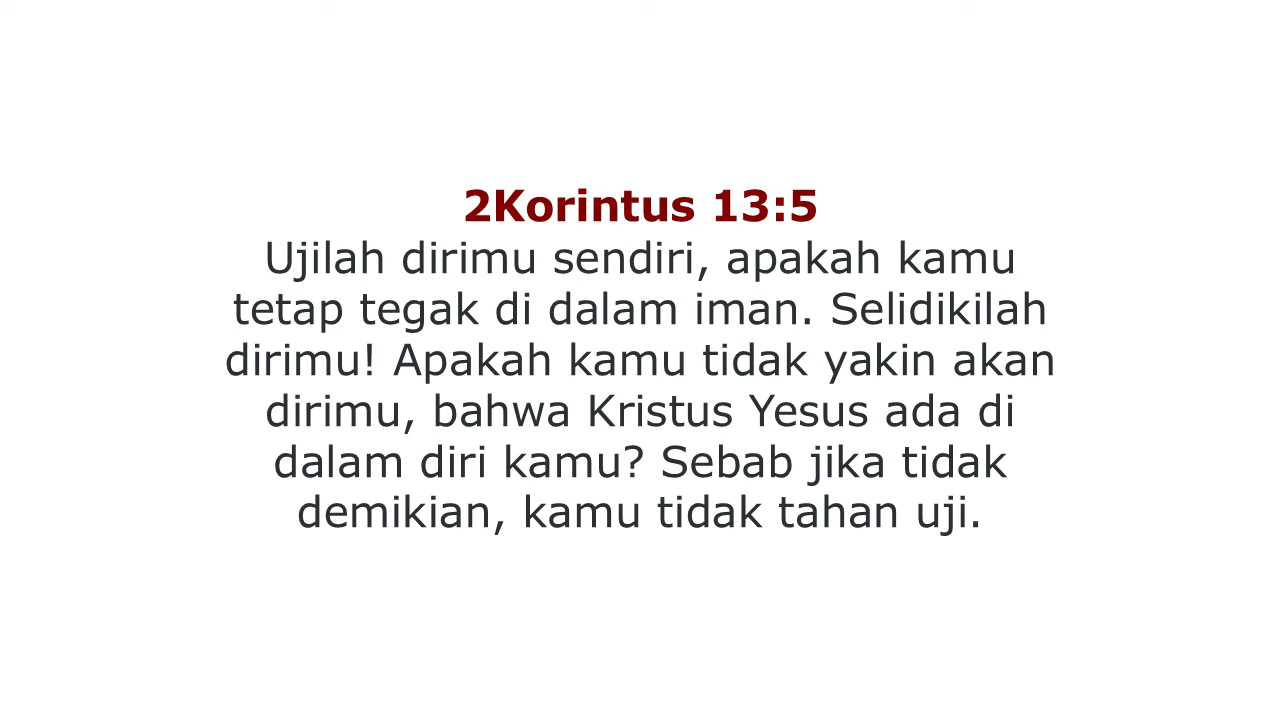 2Korintus 13:5
Ujilah dirimu sendiri, apakah kamu
tetap tegak di dalam iman. Selidikilah
dirimu! Apakah kamu tidak yakin akan
dirimu, bahwa Kristus Yesus ada di
dalam diri kamu? Sebab jika tidak
demikian, kamu tidak tahan uji.